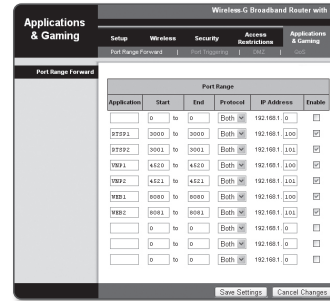 Wireless-G Broadband Router with
Applications & Gaming
Setup Wireless Security Access Restrictions Applications & Gaming
Port Range Forward | Port Triggering | DMZ | QoS
Port Range Forward
Port Range
Application Start End Protocol IP Address Enable
0 to 0 Both 192.168.1. 0
RTSP1 3000 to 3000 Both 192.168.1. 100
RTSP2 3001 to 3001 Both 192.168.1. 101
VNP1 4520 to 4520 Both 192.168.1. 100
VNP2 4521 to 4521 Both 192.168.1. 101
WEB1 8080 to 8080 Both 192.168.1. 100
WEB2 8081 to 8081 Both 192.168.1. 101
0 to 0 Both 192.168.1. 0
0 to 0 Both 192.168.1. 0
0 to 0 Both 192.168.1. 0
Save Settings Cancel Changes